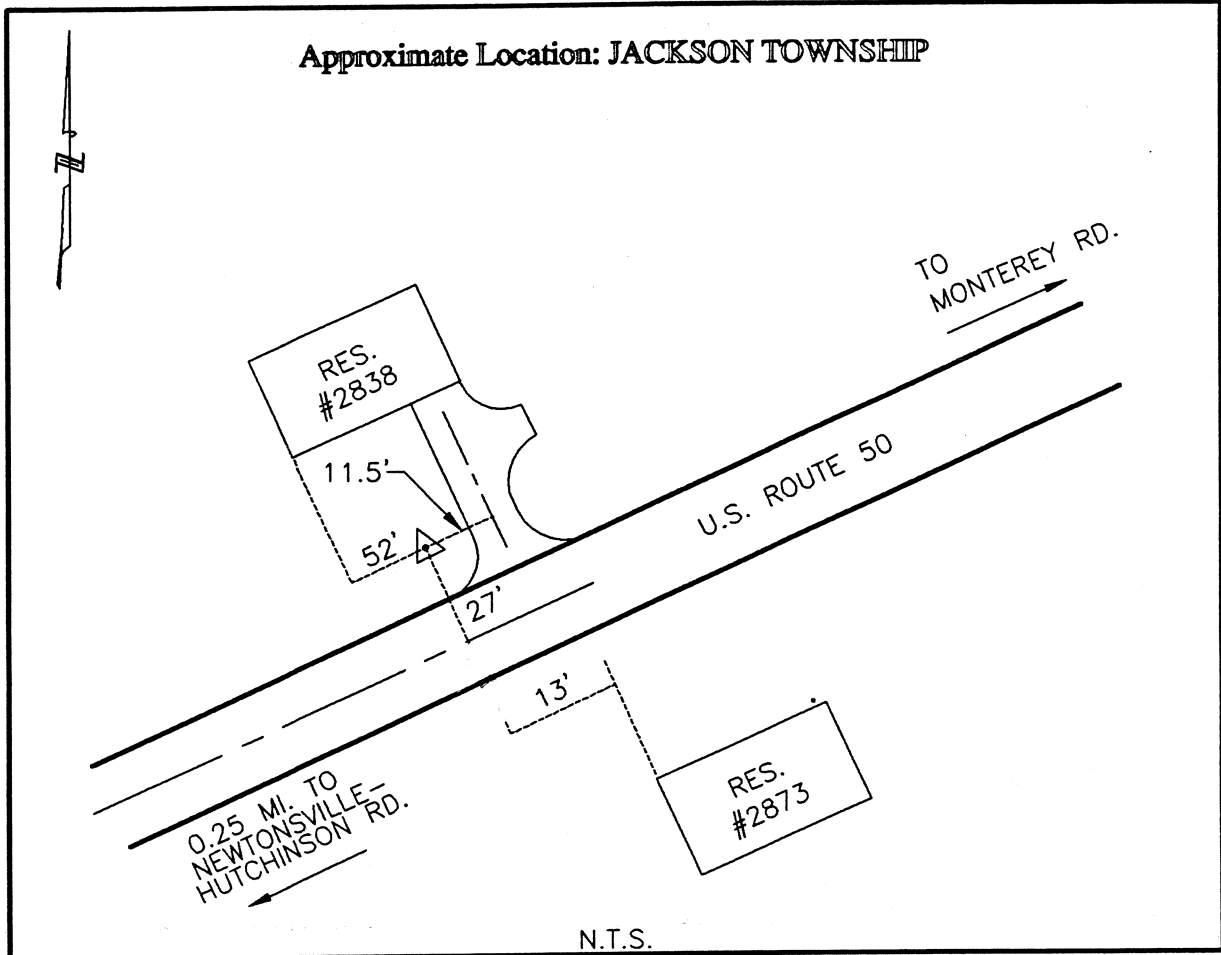 Approximate Location: JACKSON TOWNSHIP
N
TO
MONTEREY RD.
RES.
#2838
11.5'
U.S. ROUTE 50
52'
27'
13'
0.25 MI. TO
NEWTONSVILLE-
HUTCHINSON RD.
RES.
#2873
N.T.S.